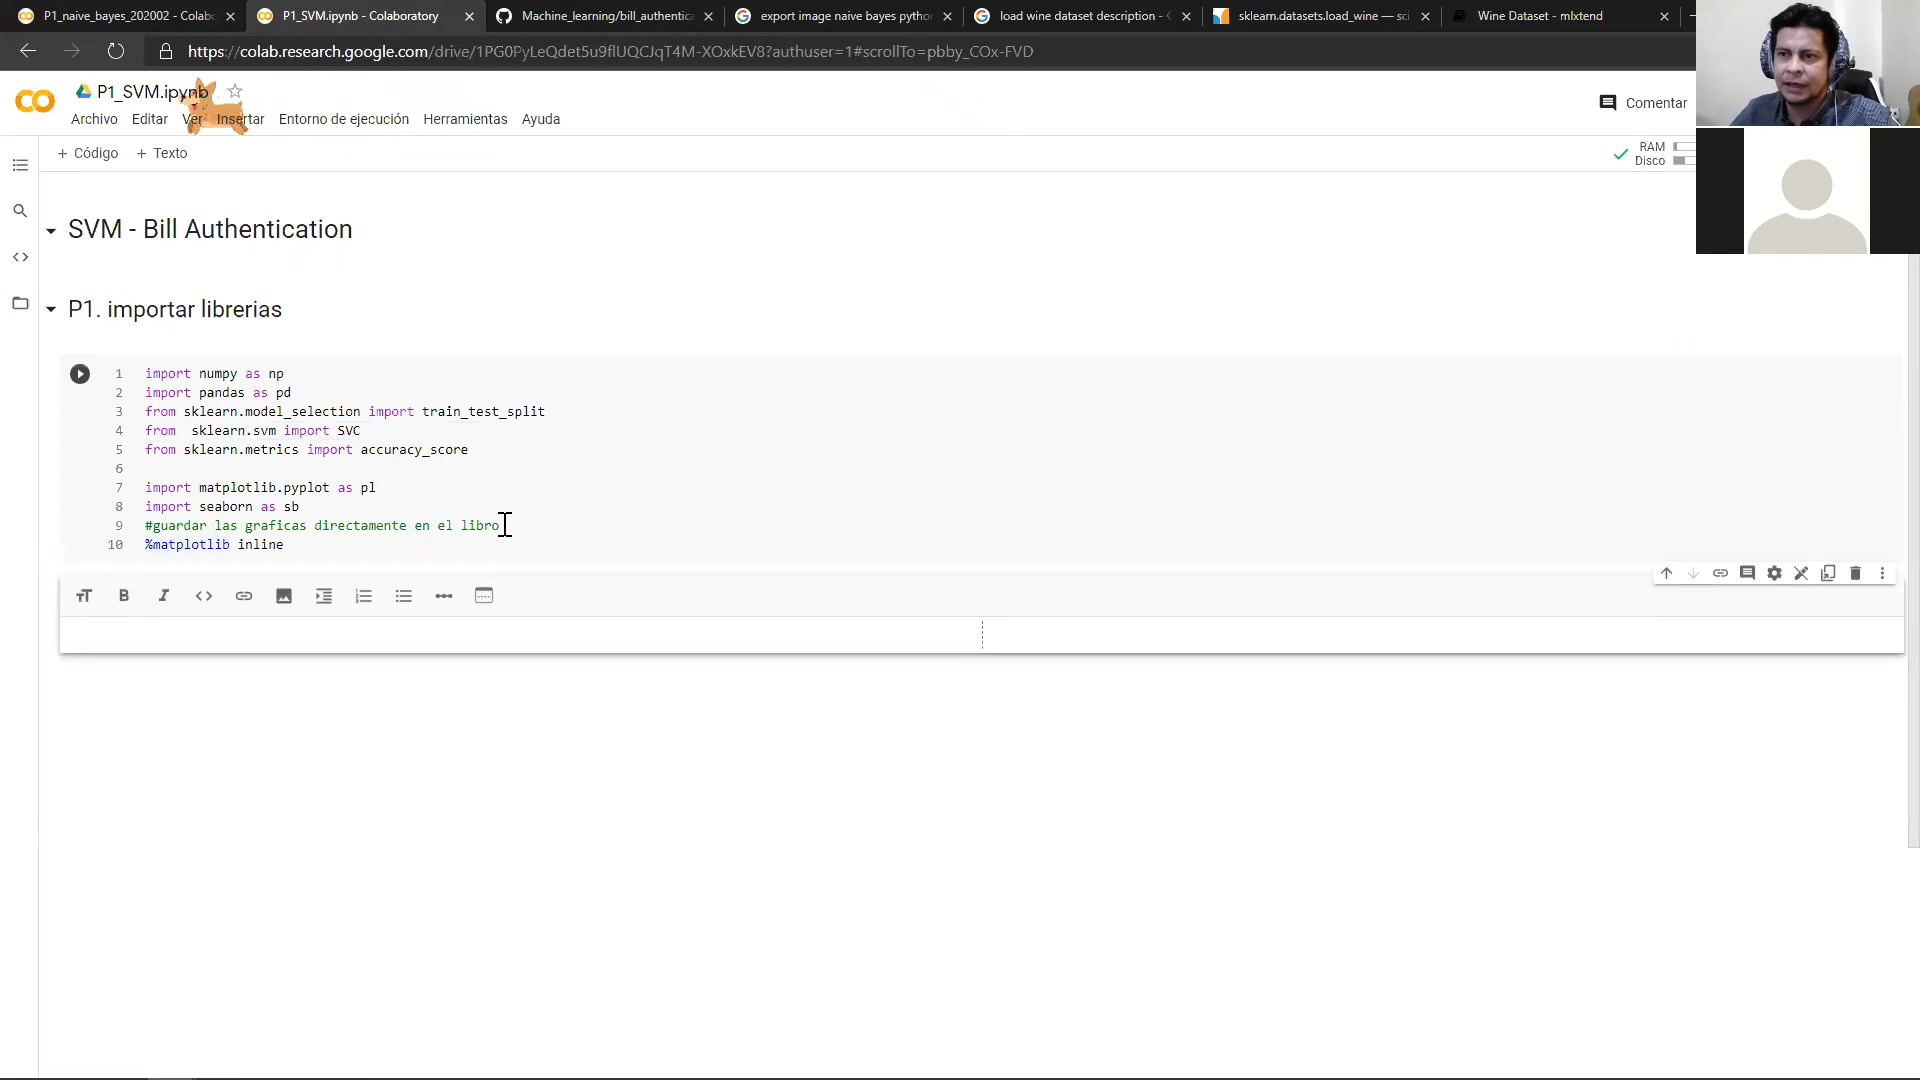 P1_naive_bayes_202002 - Colab
P1_SVM.ipynb - Colaboratory
Machine_learning/bill_authentica
export image naive bayes python
load wine dataset description - G
sklearn.datasets.load_wine — sci
Wine Dataset - mlxtend
https://colab.research.google.com/drive/1PG0PyLeQdet5u9flUQCJqT4M-XOxkEV8?authuser=1#scrollTo=pbby_COx-FVD
P1_SVM.ipynb
Archivo Editar Ver Insertar Entorno de ejecución Herramientas Ayuda
Comentar
+ Código + Texto
RAM
Disco
SVM - Bill Authentication
P1. importar librerias
1 import numpy as np
2 import pandas as pd
3 from sklearn.model_selection import train_test_split
4 from  sklearn.svm import SVC
5 from sklearn.metrics import accuracy_score
6
7 import matplotlib.pyplot as pl
8 import seaborn as sb
9 #guardar las graficas directamente en el libro
10 %matplotlib inline